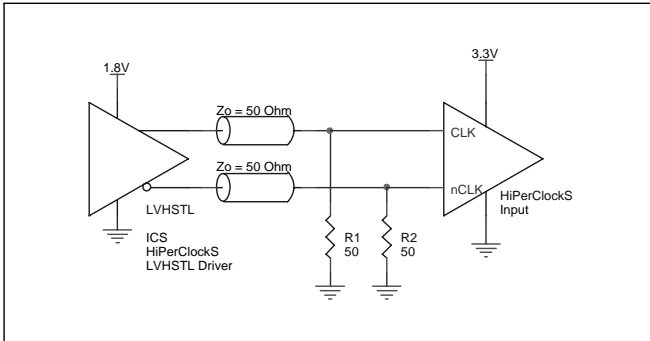 1.8V
3.3V
Zo = 50 Ohm
CLK
Zo = 50 Ohm
nCLK
HiPerClockS
Input
LVHSTL
ICS
HiPerClockS
LVHSTL Driver
R1
50
R2
50